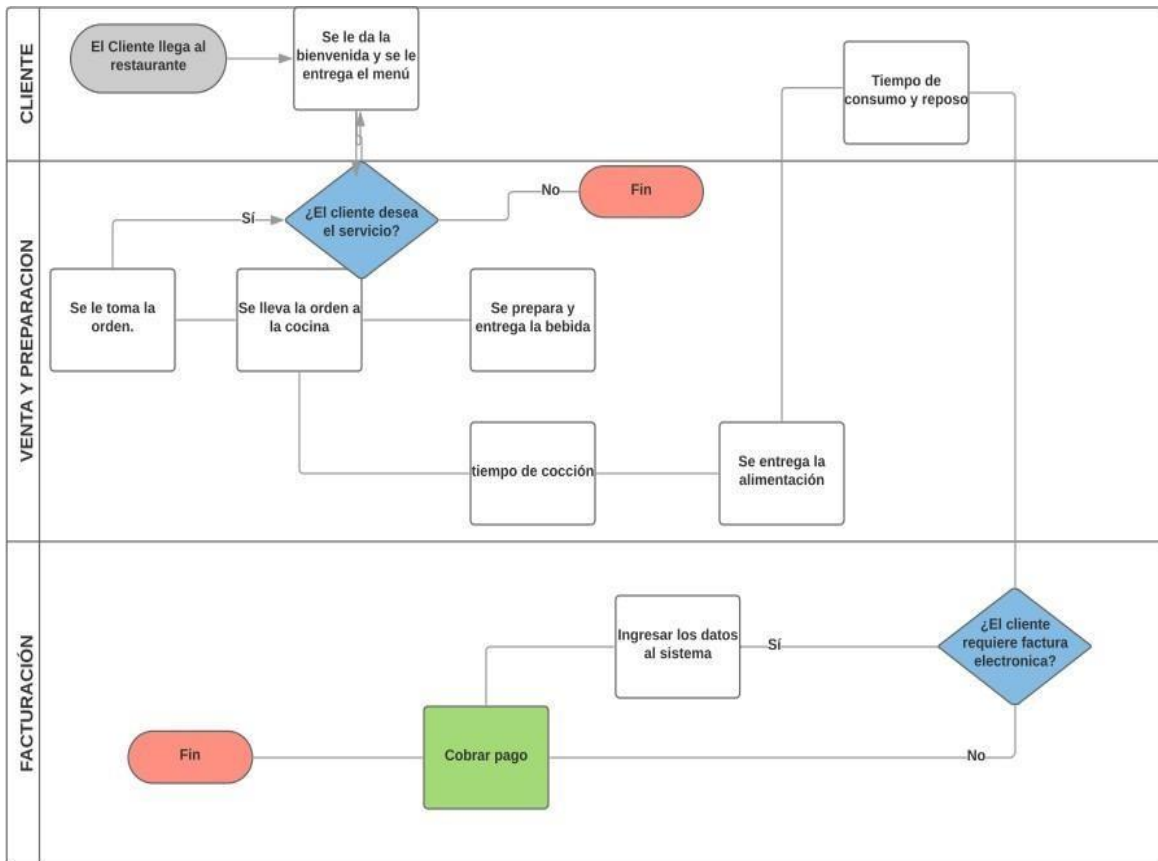 CLIENTE
El Cliente llega al
restaurante
Se le da la
bienvenida y se le
entrega el menú
Tiempo de
consumo y reposo
VENTA Y PREPARACION
¿El cliente desea
el servicio?
No
Fin
Sí
Se le toma la
orden.
Se lleva la orden a
la cocina
Se prepara y
entrega la bebida
tiempo de cocción
Se entrega la
alimentación
FACTURACIÓN
¿El cliente
requiere factura
electronica?
Sí
Ingresar los datos
al sistema
No
Cobrar pago
Fin